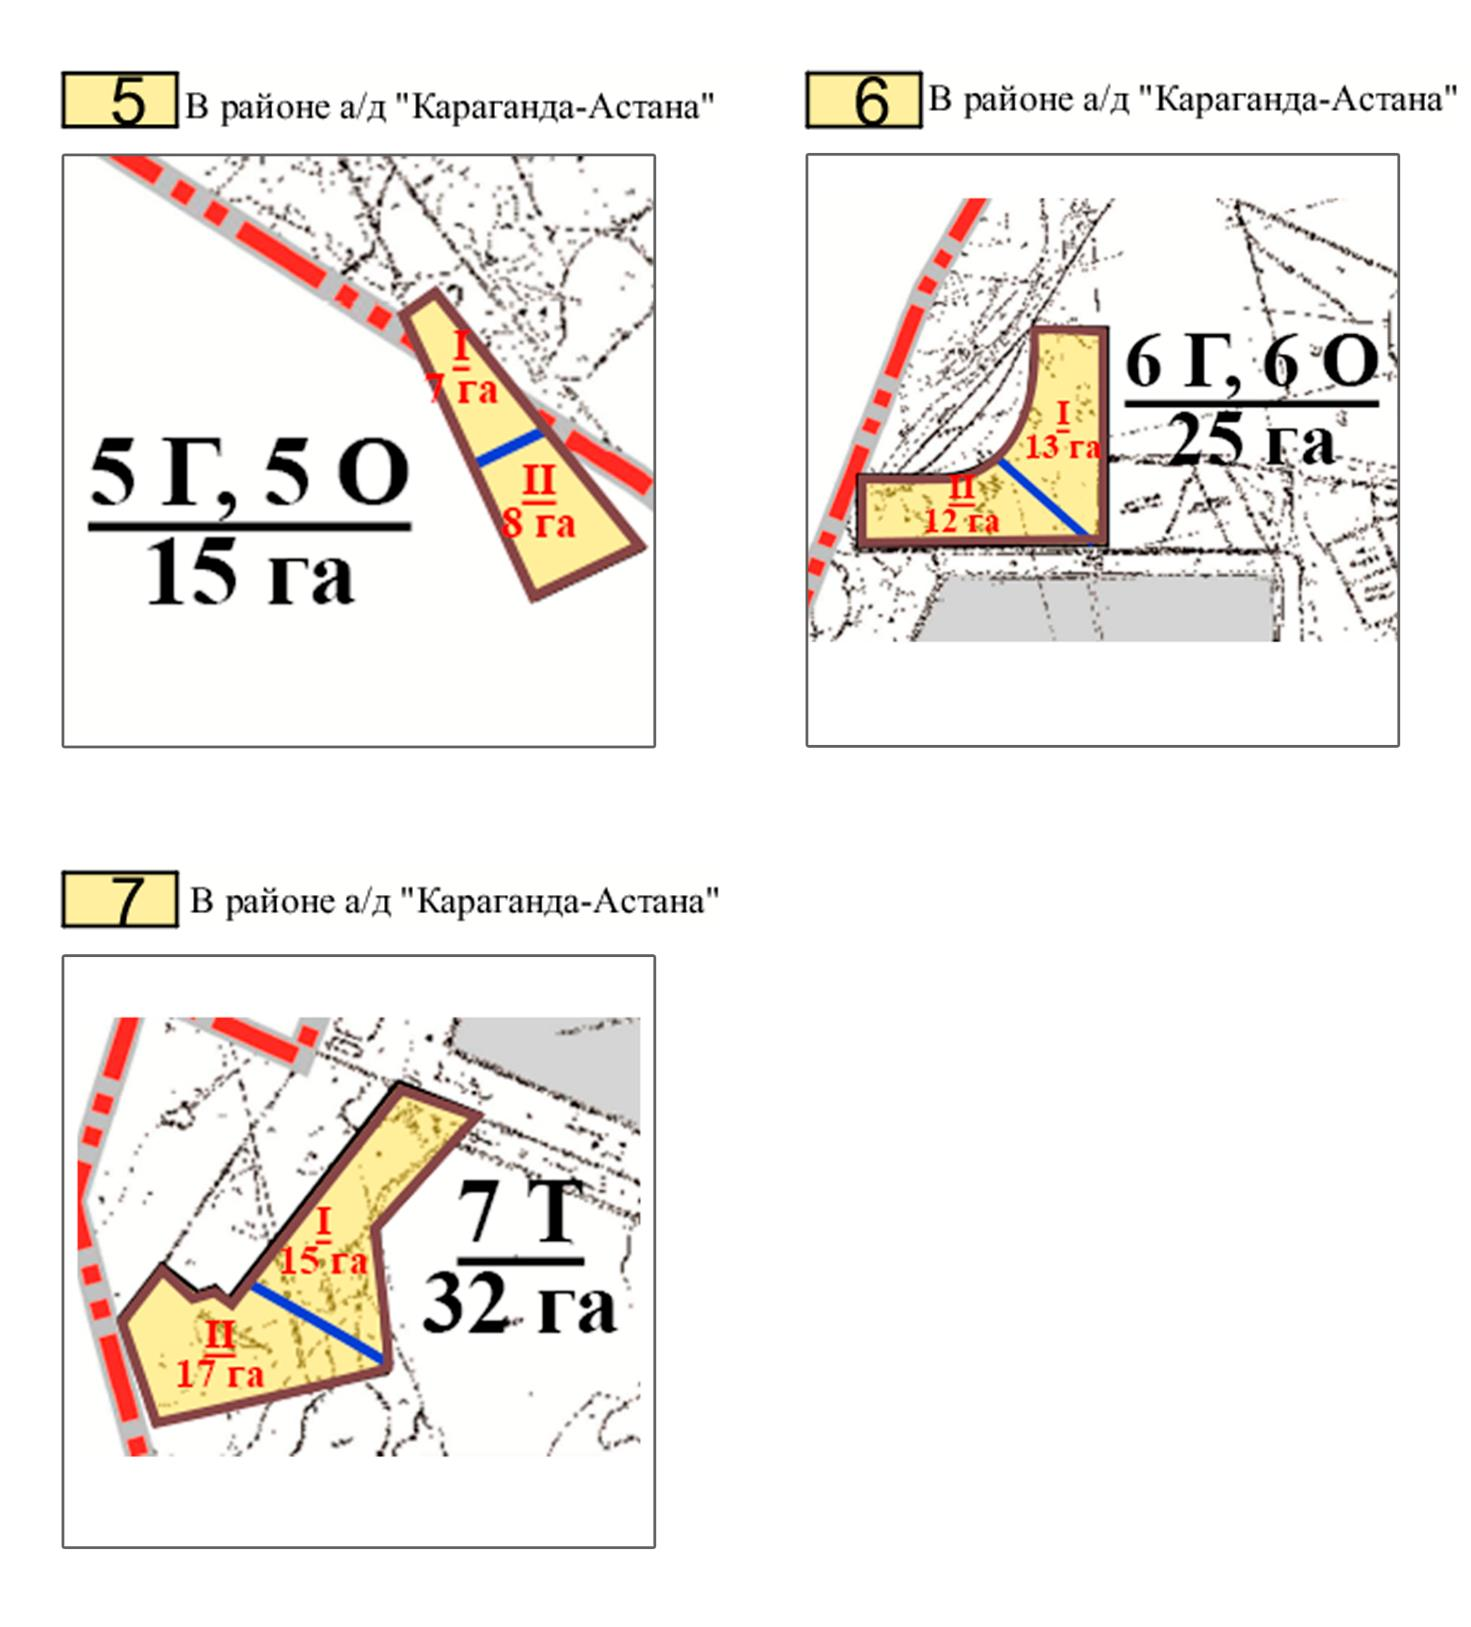 5 В районе а/д "Караганда-Астана"
I
7 га
II
8 га
5 Г, 5 О
15 га
6 В районе а/д "Караганда-Астана"
I
13 га
II
12 га
6 Г, 6 О
25 га
7 В районе а/д "Караганда-Астана"
I
15 га
II
17 га
7 Т
32 га